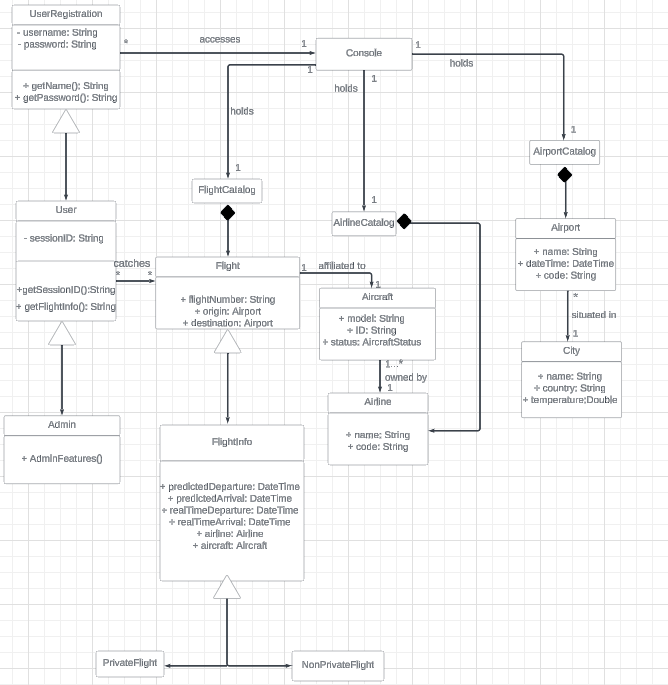 UserRegistration
- username: String
- password: String
+ getName(): String
+ getPassword(): String
*
accesses
1
Console
1
holds
1
AirportCatalog
1
holds
1
FlightCatalog
1
holds
1
AirlineCatalog
User
- sessionID: String
+getSessionID():String
+ getFlightInfo(): String
catches
*
*
Flight
+ flightNumber: String
+ origin: Airport
+ destination: Airport
1
affiliated to
1
Aircraft
+ model: String
+ ID: String
+ status: AircraftStatus
1...*
owned by
1
Airline
+ name: String
+ code: String
Airport
+ name: String
+ dateTime: DateTime
+ code: String
*
situated in
1
City
+ name: String
+ country: String
+ temperature:Double
Admin
+ AdminFeatures()
FlightInfo
+ predictedDeparture: DateTime
+ predictedArrival: DateTime
+ realTimeDeparture: DateTime
+ realTimeArrival: DateTime
+ airline: Airline
+ aircraft: Aircraft
PrivateFlight
NonPrivateFlight